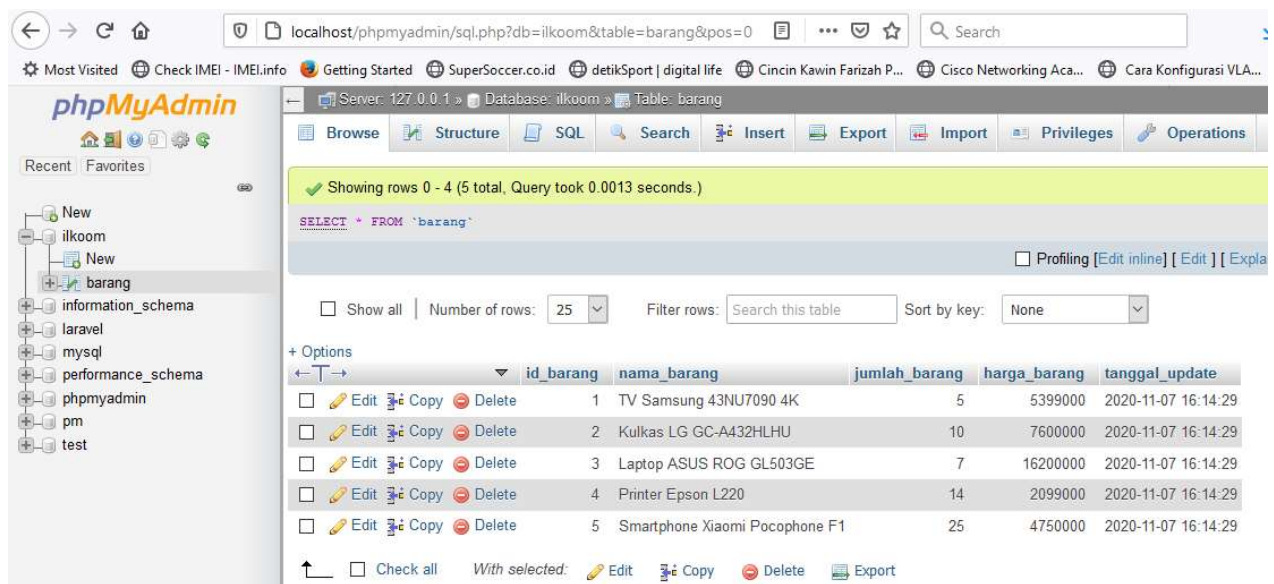 localhost/phpmyadmin/sql.php?db=ilkoom&table=barang&pos=0 Search
Most Visited Check IMEI - IMEI.info Getting Started SuperSoccer.co.id detikSport | digital life Cincin Kawin Farizah P... Cisco Networking Aca... Cara Konfigurasi VLA...
phpMyAdmin
Recent Favorites
New
ilkoom
New
barang
information_schema
laravel
mysql
performance_schema
phpmyadmin
pm
test
Server: 127.0.0.1 » Database: ilkoom » Table: barang
Browse Structure SQL Search Insert Export Import Privileges Operations
Showing rows 0 - 4 (5 total, Query took 0.0013 seconds.)
SELECT * FROM `barang`
Profiling [Edit inline] [ Edit ] [ Expla
Show all | Number of rows: 25 Filter rows: Search this table Sort by key: None
+ Options
id_barang nama_barang jumlah_barang harga_barang tanggal_update
Edit Copy Delete 1 TV Samsung 43NU7090 4K 5 5399000 2020-11-07 16:14:29
Edit Copy Delete 2 Kulkas LG GC-A432HLHU 10 7600000 2020-11-07 16:14:29
Edit Copy Delete 3 Laptop ASUS ROG GL503GE 7 16200000 2020-11-07 16:14:29
Edit Copy Delete 4 Printer Epson L220 14 2099000 2020-11-07 16:14:29
Edit Copy Delete 5 Smartphone Xiaomi Pocophone F1 25 4750000 2020-11-07 16:14:29
Check all With selected: Edit Copy Delete Export